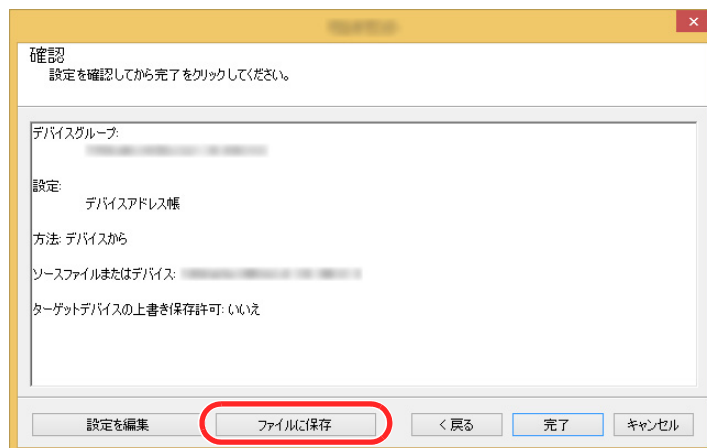 確認
設定を確認してから完了をクリックしてください。
デバイスグループ:
設定:
デバイスアドレス帳
方法: デバイスから
ソースファイルまたはデバイス:
ターゲットデバイスの上書き保存許可: いいえ
設定を編集 ファイルに保存 < 戻る 完了 キャンセル